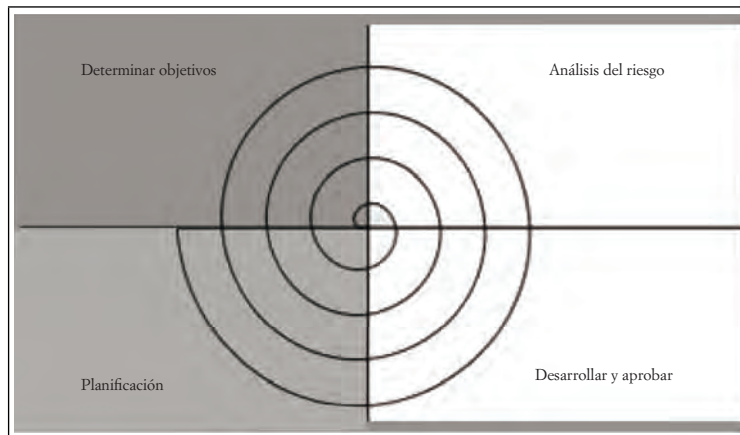 Determinar objetivos
Análisis del riesgo
Planificación
Desarrollar y aprobar